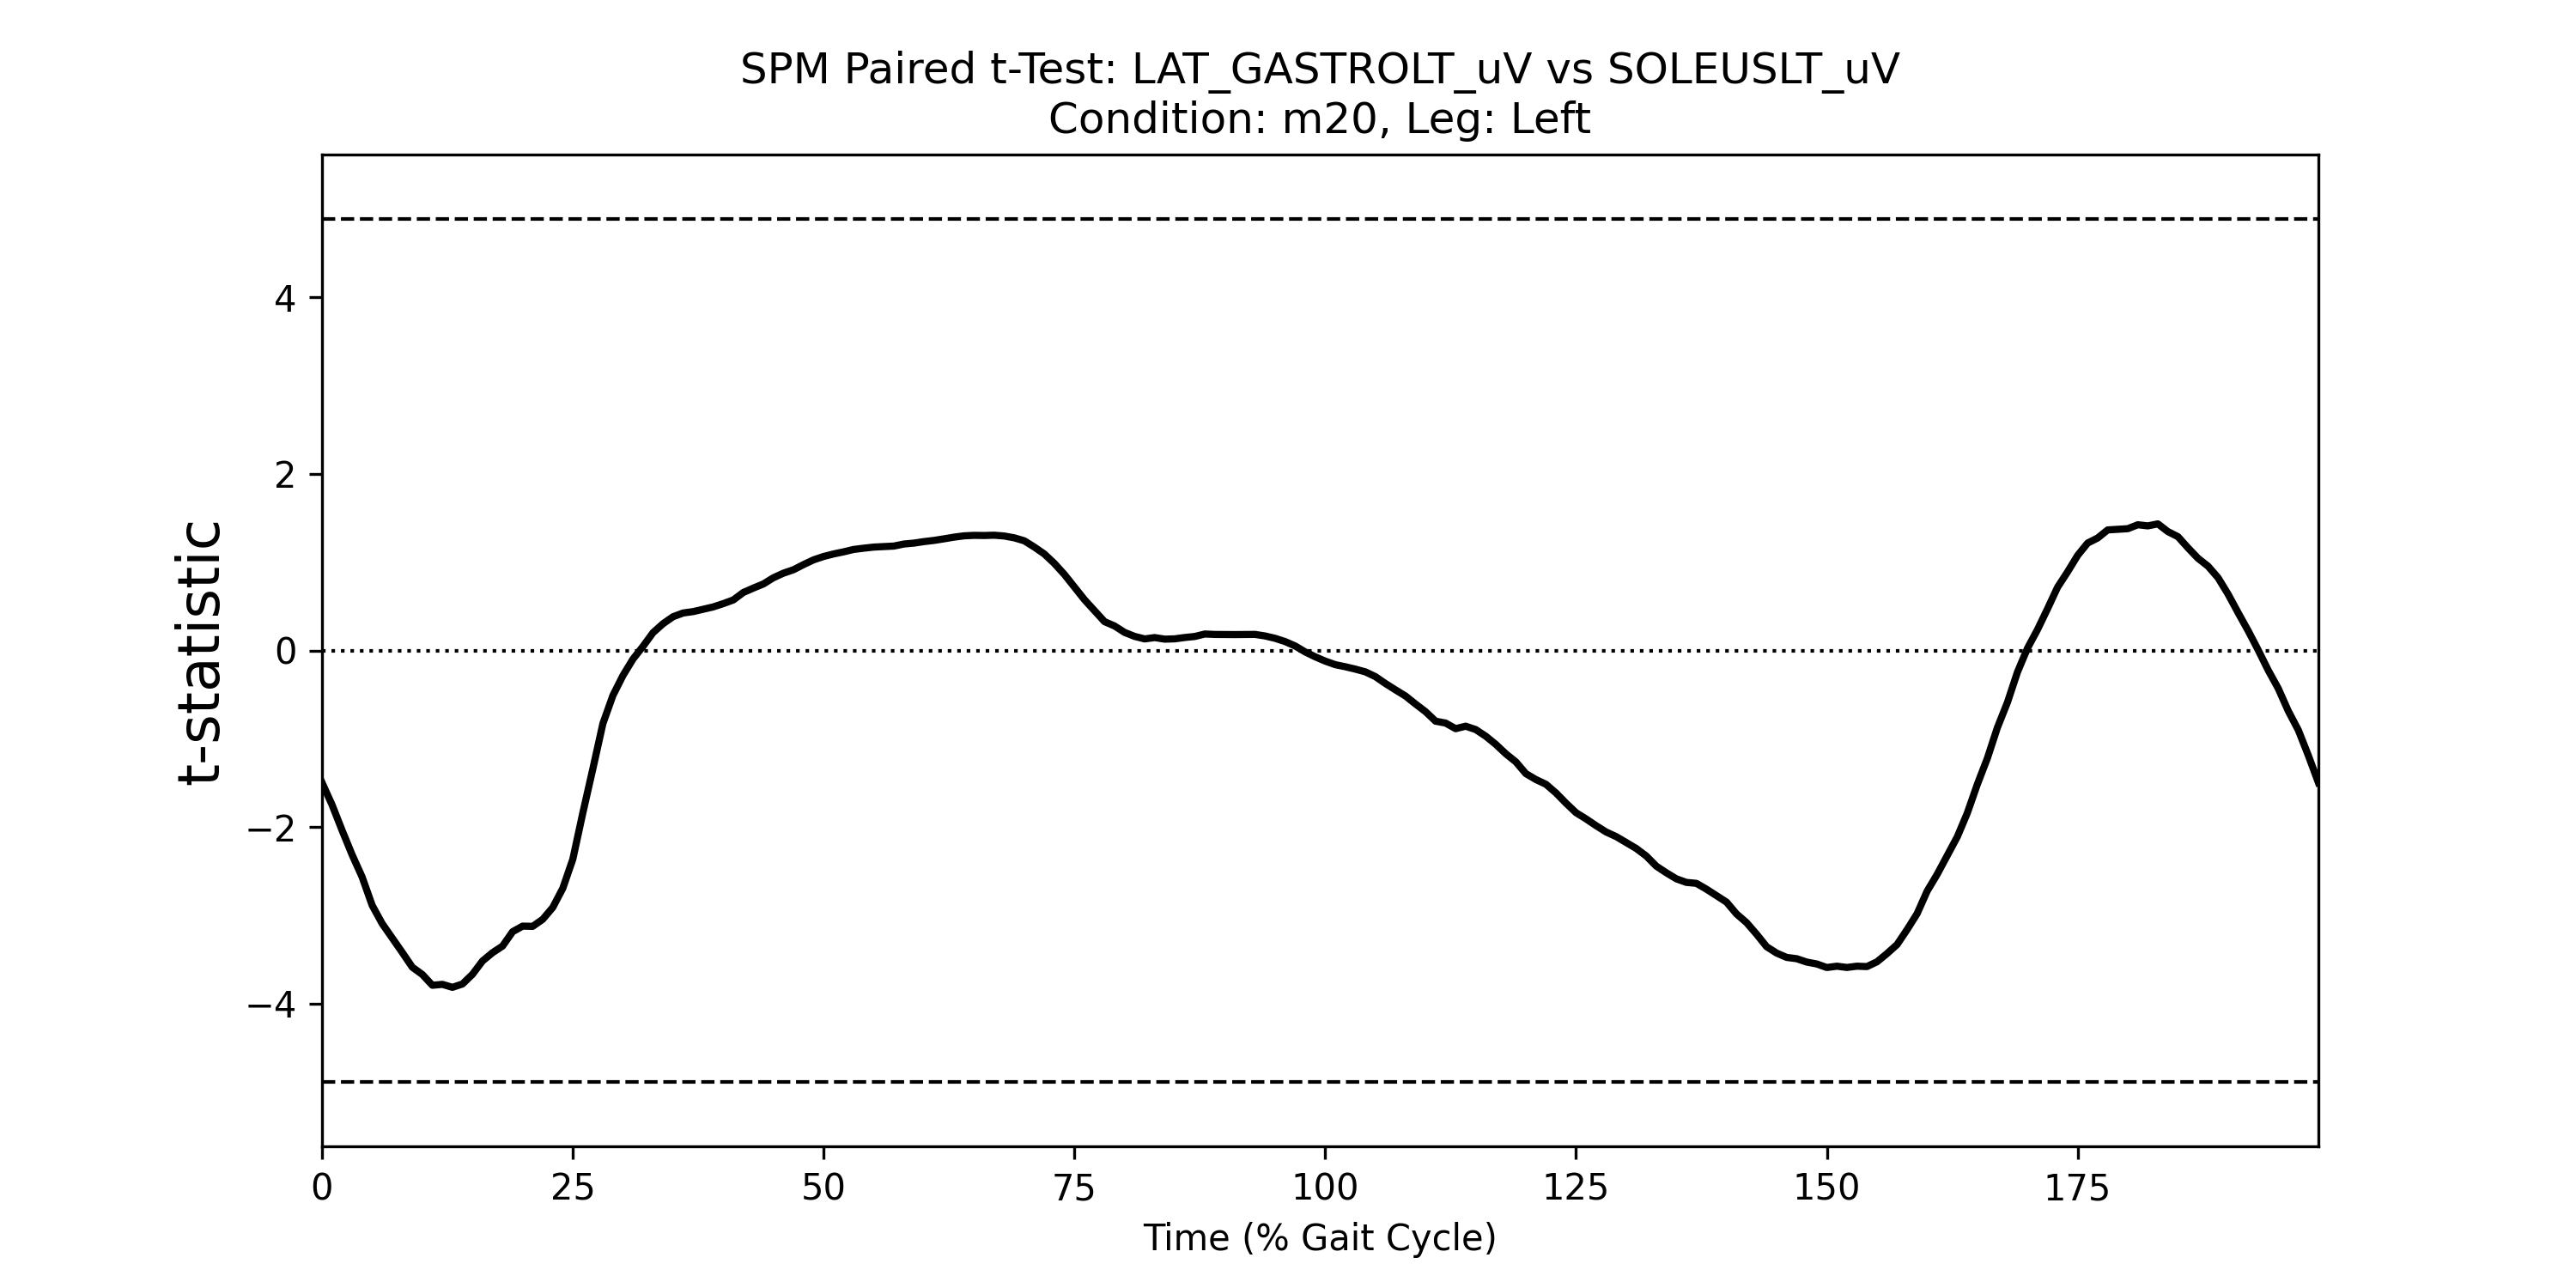 SPM Paired t-Test: LAT_GASTROLT_uV vs SOLEUSLT_uV
Condition: m20, Leg: Left
t-statistic
4
2
0
−2
−4
0 25 50 75 100 125 150 175
Time (% Gait Cycle)